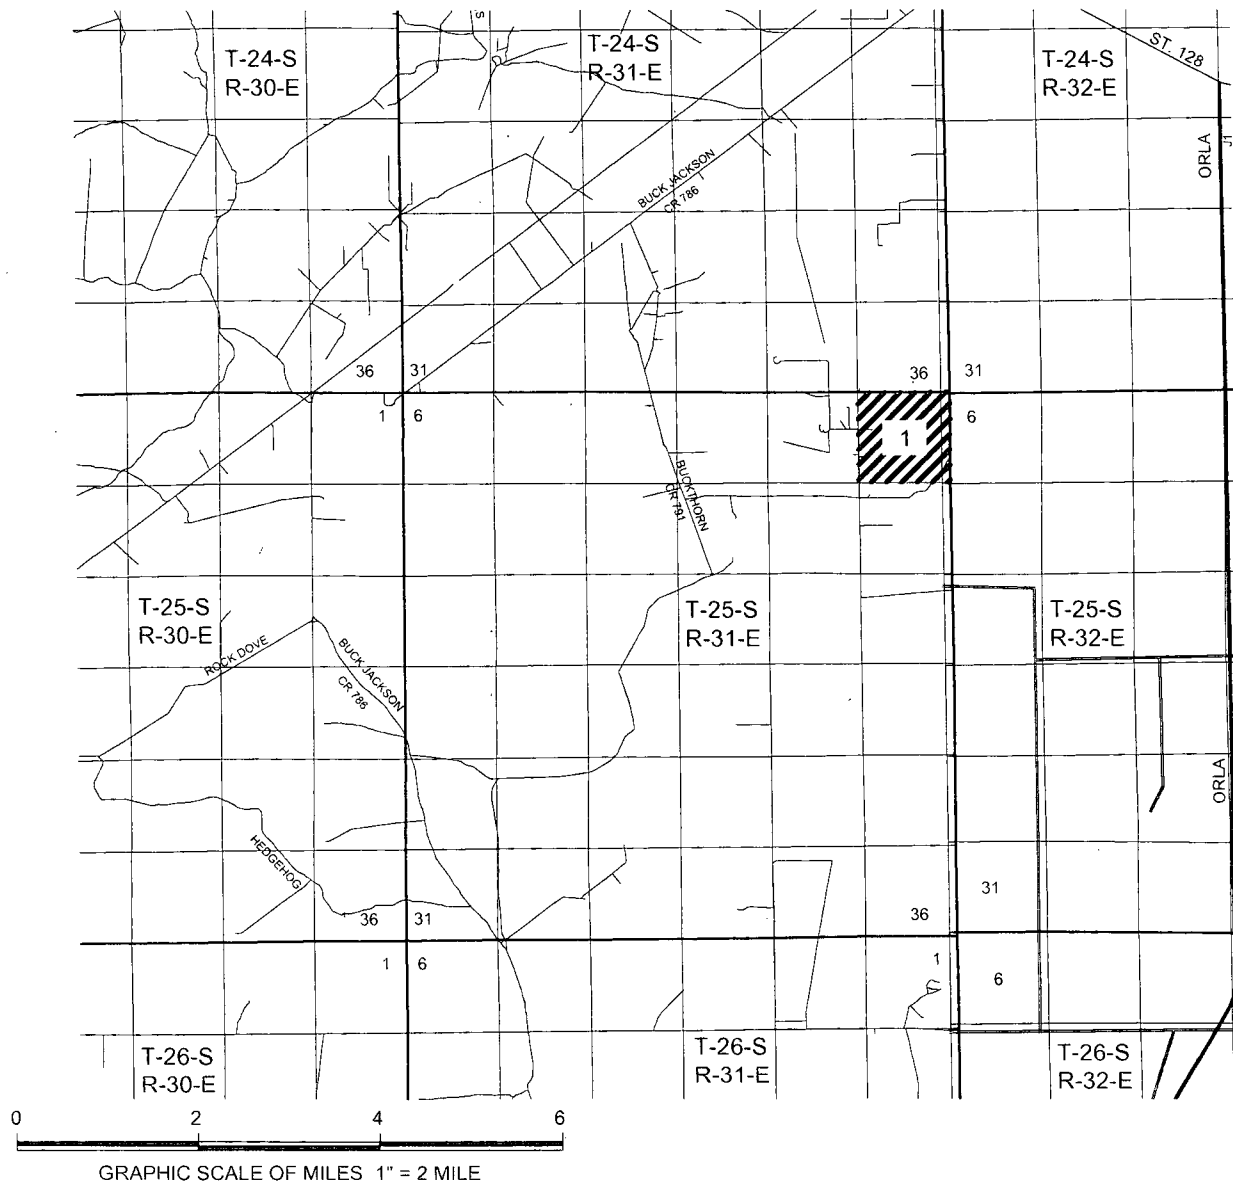 S
T-24-S
R-30-E
T-24-S
R-31-E
T-24-S
R-32-E
ST. 128
ORLA
J1
BUCK JACKSON
CR 786
36
31
36
31
1
6
1
6
BUCKTHORN
CR 791
T-25-S
R-30-E
T-25-S
R-31-E
T-25-S
R-32-E
ROCK DOVE
BUCK JACKSON
CR 786
ORLA
HEDGEHOG
36
31
36
31
1
6
1
6
T-26-S
R-30-E
T-26-S
R-31-E
T-26-S
R-32-E
0 2 4 6
GRAPHIC SCALE OF MILES 1" = 2 MILE